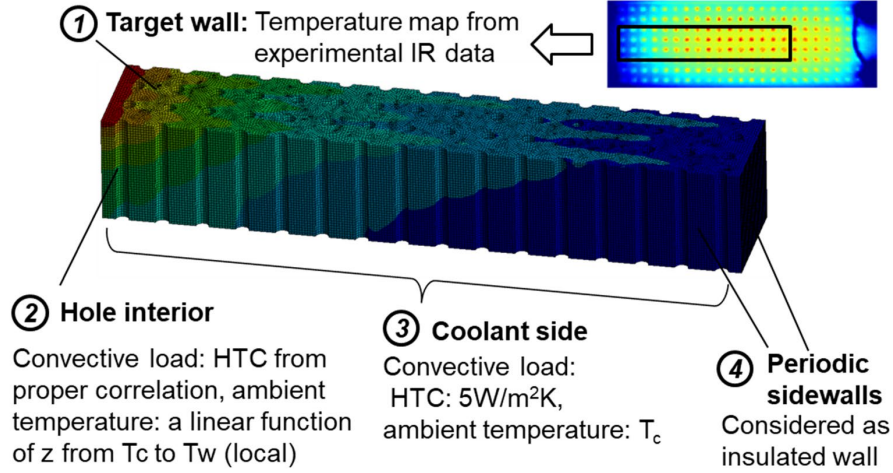 1 Target wall: Temperature map from
experimental IR data
2 Hole interior
Convective load: HTC from
proper correlation, ambient
temperature: a linear function
of z from Tc to Tw (local)
3 Coolant side
Convective load:
HTC: 5W/m²K,
ambient temperature: T꜀
4 Periodic
sidewalls
Considered as
insulated wall